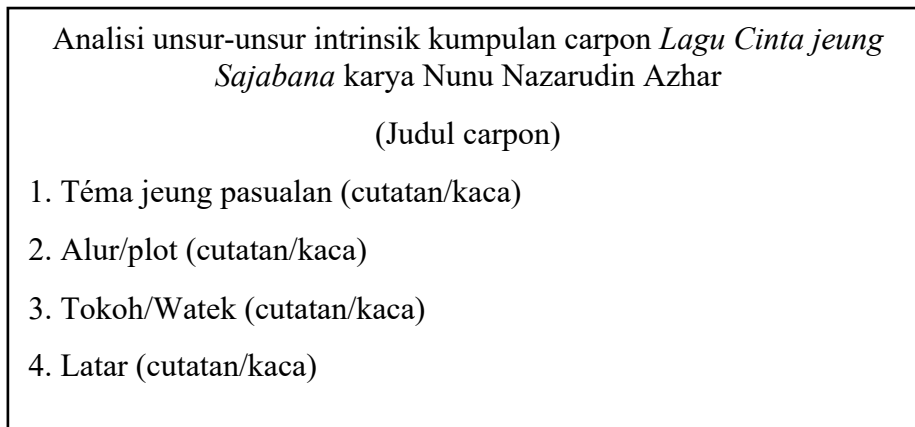 Analisi unsur-unsur intrinsik kumpulan carpon Lagu Cinta jeung
Sajabana karya Nunu Nazarudin Azhar
(Judul carpon)
1. Téma jeung pasualan (cutatan/kaca)
2. Alur/plot (cutatan/kaca)
3. Tokoh/Watek (cutatan/kaca)
4. Latar (cutatan/kaca)